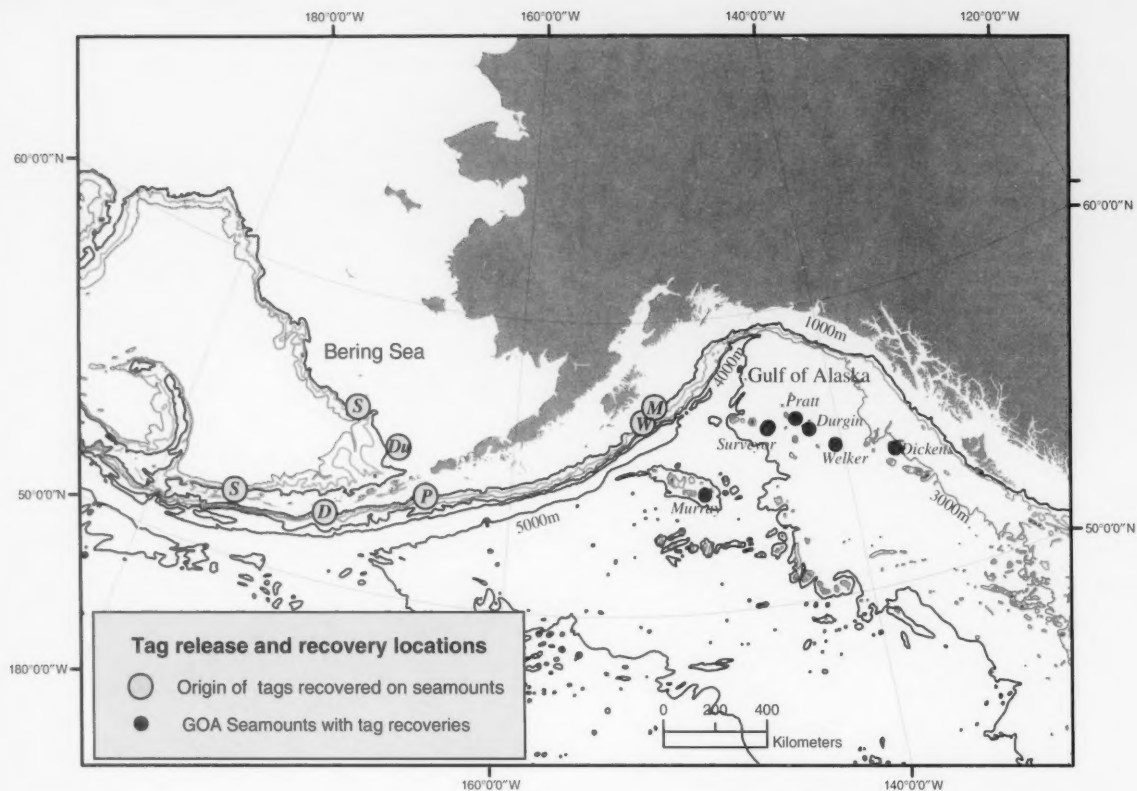 180°0'0"W
160°0'0"W
140°0'0"W
120°0'0"W
60°0'0"N
60°0'0"N
Bering Sea
1000m
4000m
Gulf of Alaska
Pratt
Durgin
Surveyor
Welker
Dickens
S
M
W
Du
S
P
D
50°0'0"N
Murray
3000m
5000m
50°0'0"N
Tag release and recovery locations
Origin of tags recovered on seamounts
GOA Seamounts with tag recoveries
180°0'0"W
0 200 400
Kilometers
160°0'0"W
140°0'0"W